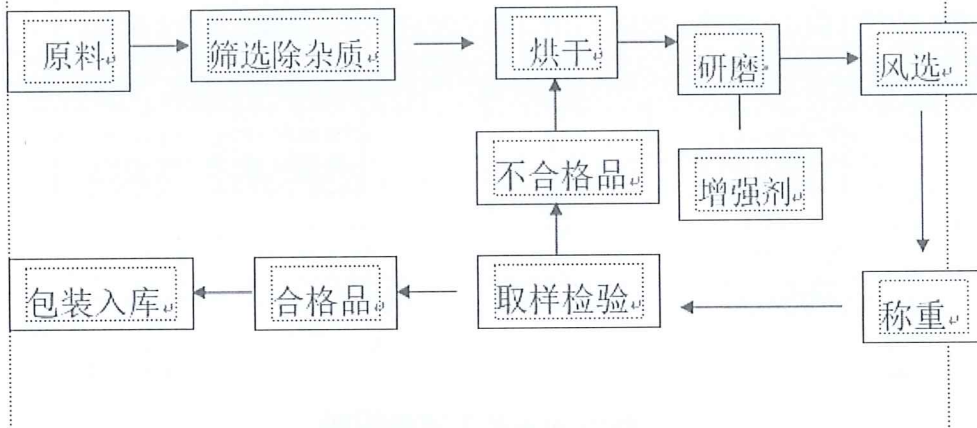 原料
筛选除杂质
烘干
研磨
风选
不合格品
增强剂
包装入库
合格品
取样检验
称重